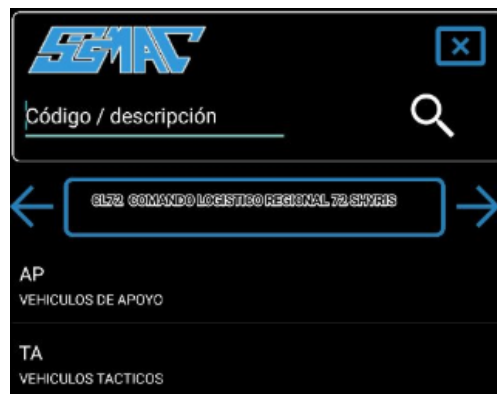 SGMAC
Código / descripción
CL72 COMANDO LOGISTICO REGIONAL 72 SHYRIS
AP
VEHICULOS DE APOYO
TA
VEHICULOS TACTICOS